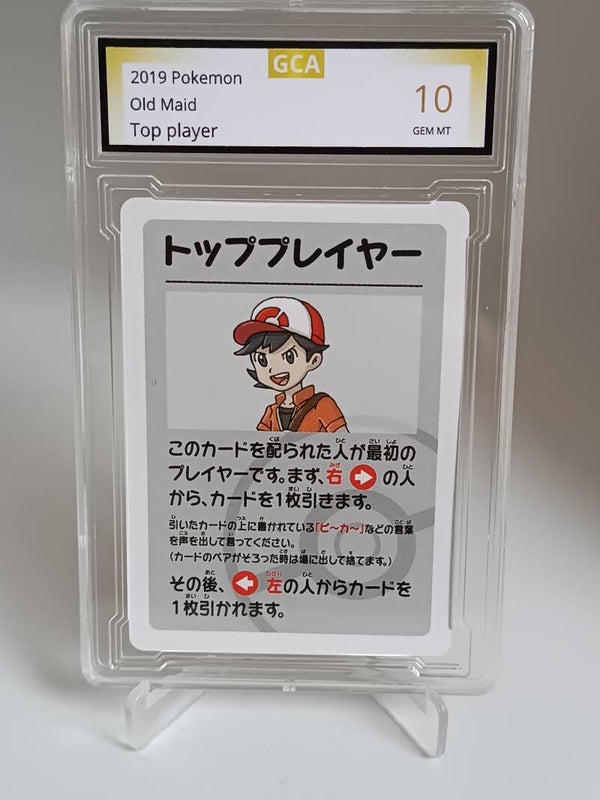 GCA
2019 Pokemon
Old Maid
Top player
10
GEM MT
トッププレイヤー
このカードを配られた人が最初の
プレイヤーです。まず、右の人
から、カードを1枚引きます。
引いたカードの上に書かれている「ピ〜カ〜」などの言葉
を声を出して言ってください。
(カードのペアがそろった時は場に出して捨てます。)
その後、左の人からカードを
1枚引かれます。